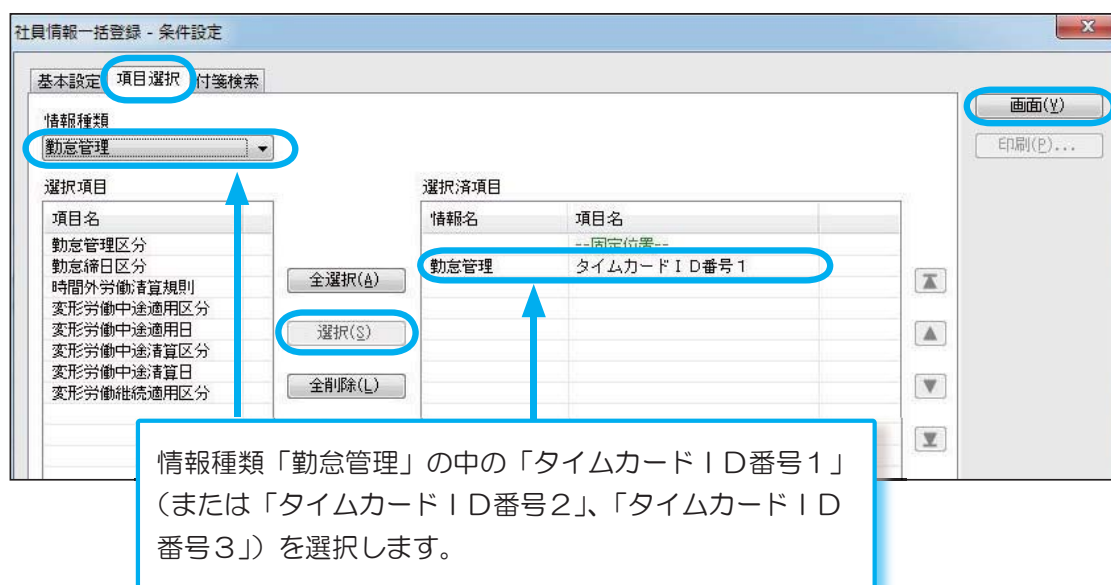 社員情報一括登録 - 条件設定
基本設定 項目選択 付箋検索
画面(Y)
印刷(P)...
情報種類
勤怠管理
選択項目
項目名
勤怠管理区分
勤怠締日区分
時間外労働清算規則
変形労働中途適用区分
変形労働中途適用日
変形労働中途清算区分
変形労働中途清算日
変形労働継続適用区分
全選択(A)
選択(S)
全削除(L)
選択済項目
情報名 項目名
--固定位置--
勤怠管理 タイムカードＩＤ番号１
情報種類「勤怠管理」の中の「タイムカードＩＤ番号１」
（または「タイムカードＩＤ番号２」、「タイムカードＩＤ
番号３」）を選択します。